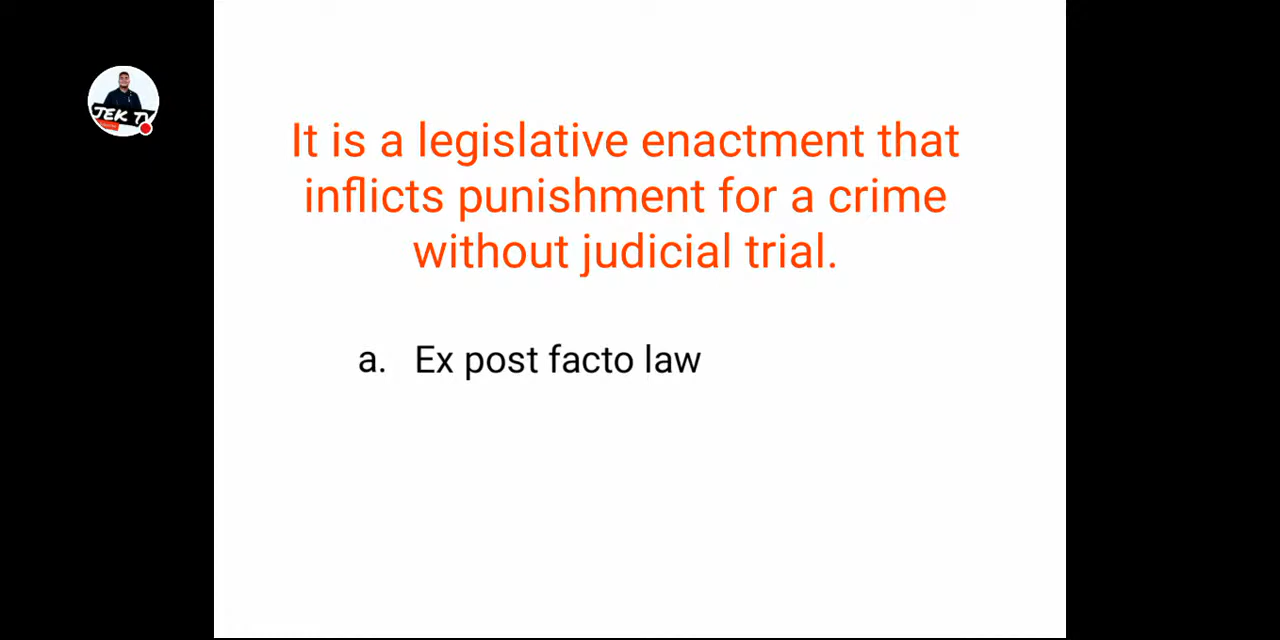 JEK TV
It is a legislative enactment that
inflicts punishment for a crime
without judicial trial.
a. Ex post facto law